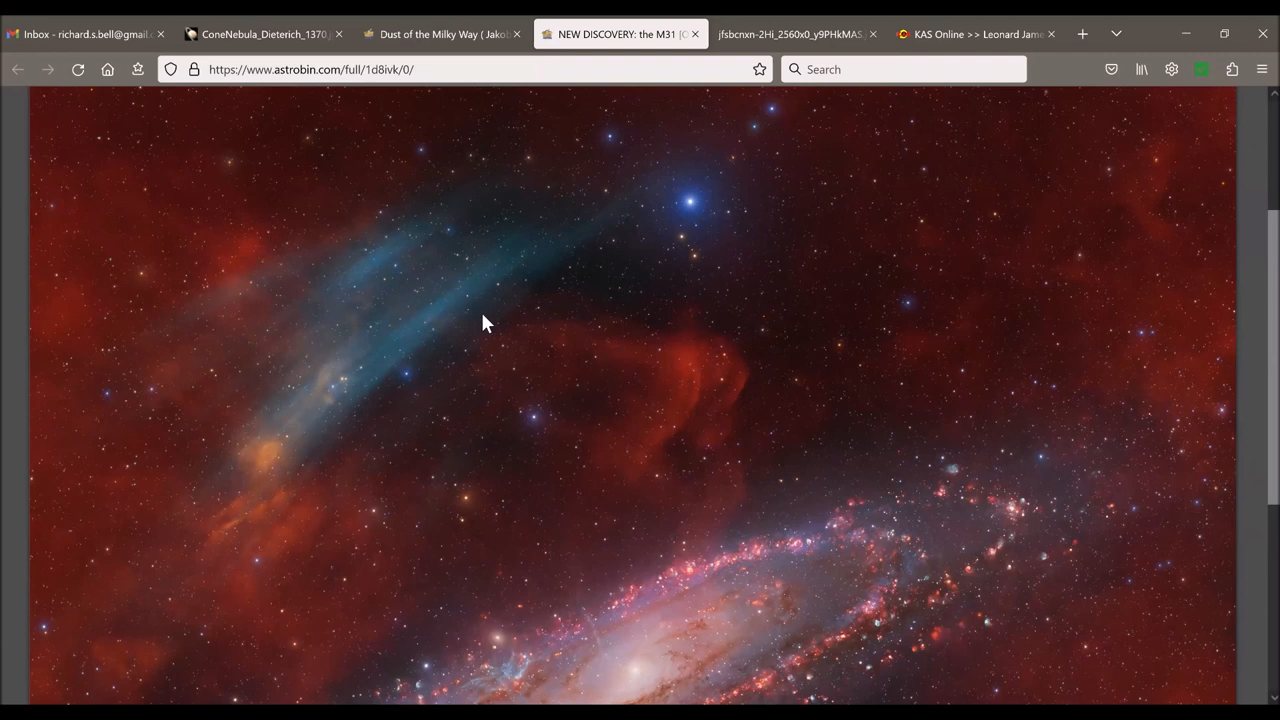 Inbox - richard.s.bell@gmail.
ConeNebula_Dieterich_1370.j
Dust of the Milky Way ( Jakob
NEW DISCOVERY: the M31 [O
jfsbcnxn-2Hi_2560x0_y9PHkMAS.
KAS Online >> Leonard Jame
https://www.astrobin.com/full/1d8ivk/0/
Search